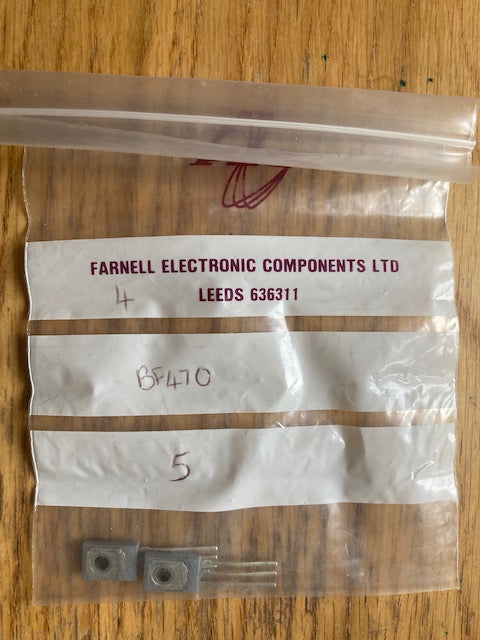 FARNELL ELECTRONIC COMPONENTS LTD
4 LEEDS 636311
BF470
5